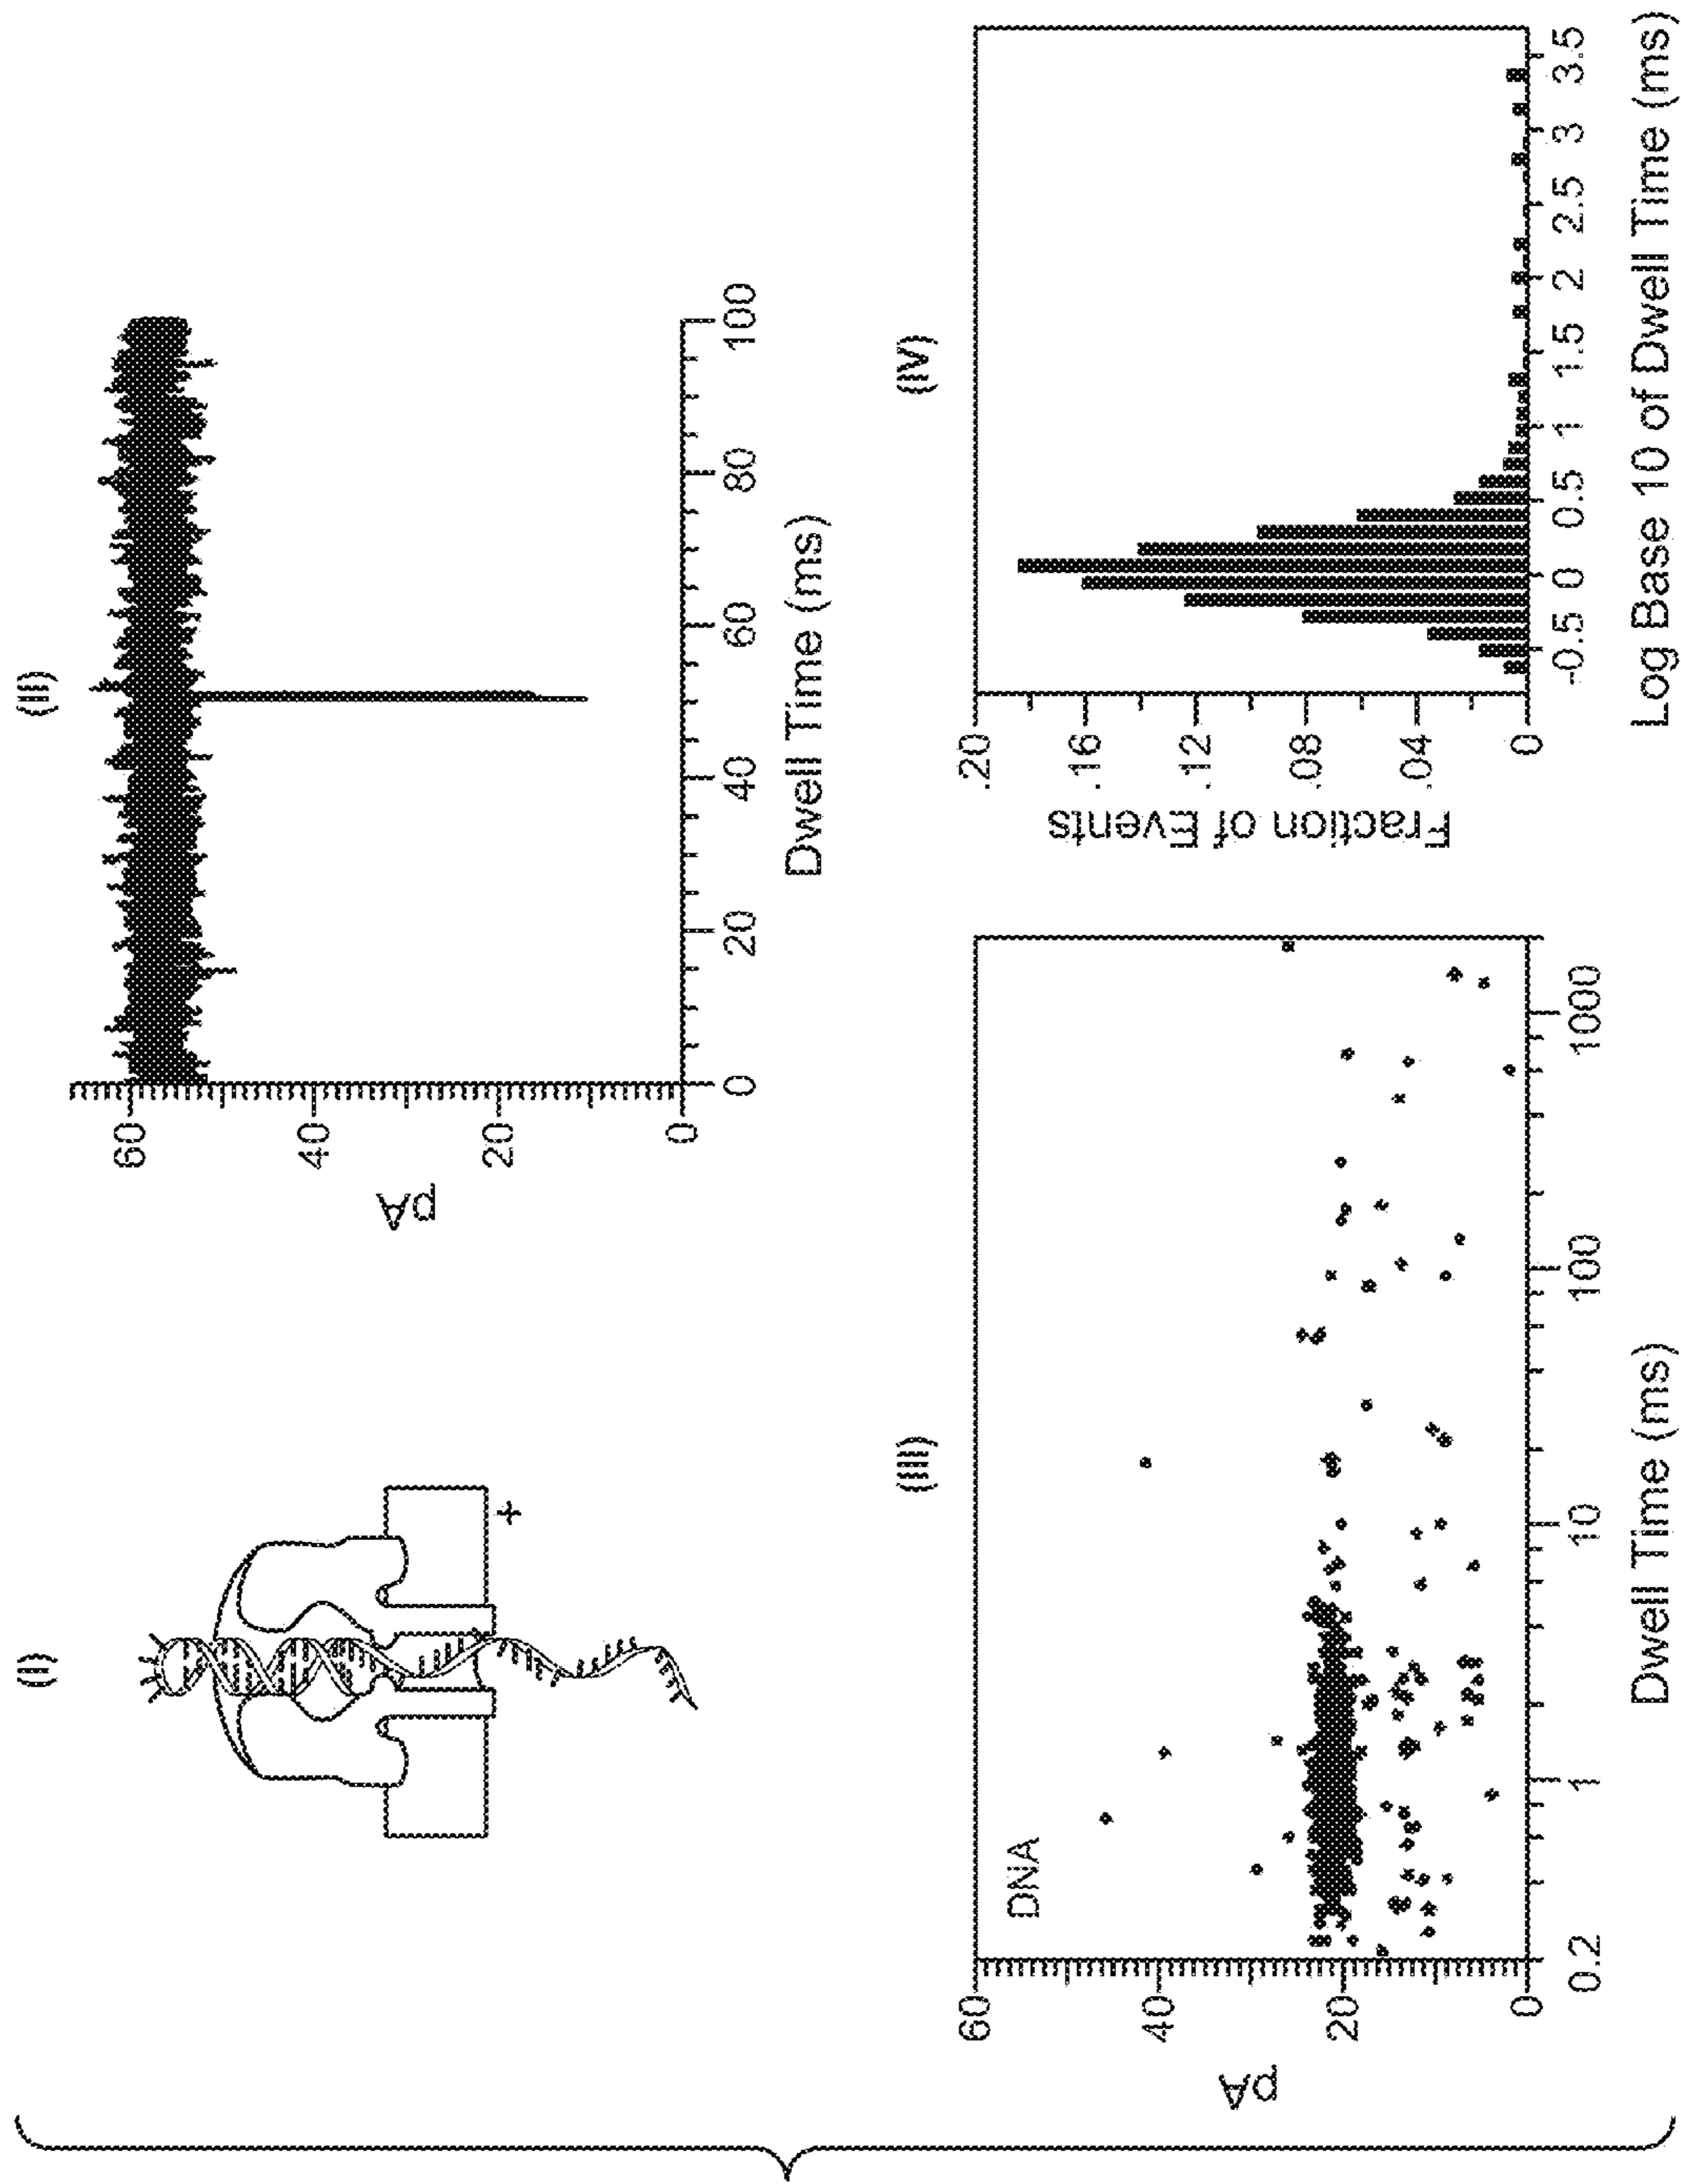 (I)
+
(II)
pA
60
40
20
0
0 20 40 60 80 100
Dwell Time (ms)
(III)
DNA
pA
60
40
20
0
0.2 1 10 100 1000
Dwell Time (ms)
(IV)
Fraction of Events
.20
.16
.12
.08
.04
0
-0.5 0 0.5 1 1.5 2 2.5 3 3.5
Log Base 10 of Dwell Time (ms)